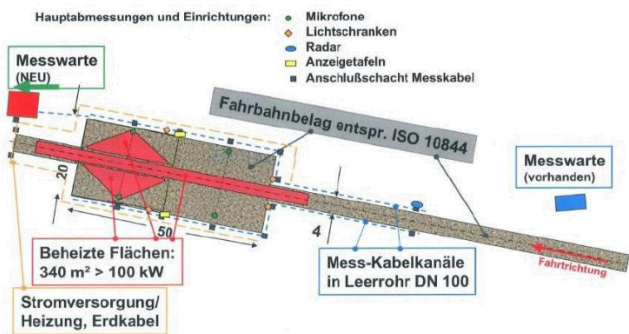 Hauptabmessungen und Einrichtungen:
Mikrofone
Lichtschranken
Radar
Anzeigetafeln
Anschlußschacht Messkabel
Messwarte
(NEU)
Fahrbahnbelag entspr. ISO 10844
Messwarte
(vorhanden)
20
50
4
Beheizte Flächen:
340 m² > 100 kW
Mess-Kabelkanäle
in Leerrohr DN 100
Fahrtrichtung
Stromversorgung/
Heizung, Erdkabel